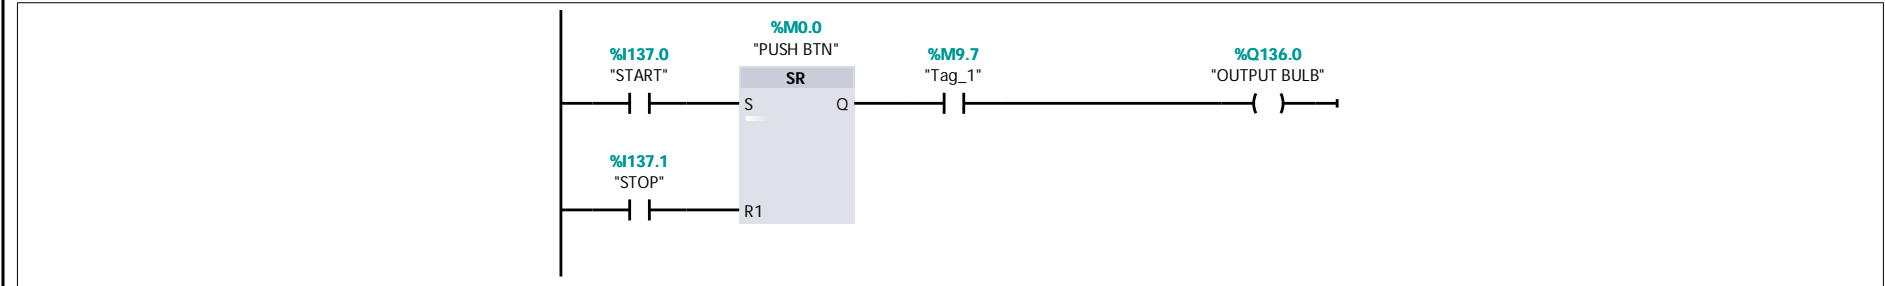 %M0.0
"PUSH BTN"
%I137.0
"START"
%M9.7
"Tag_1"
%Q136.0
"OUTPUT BULB"
SR
S
Q
%I137.1
"STOP"
R1